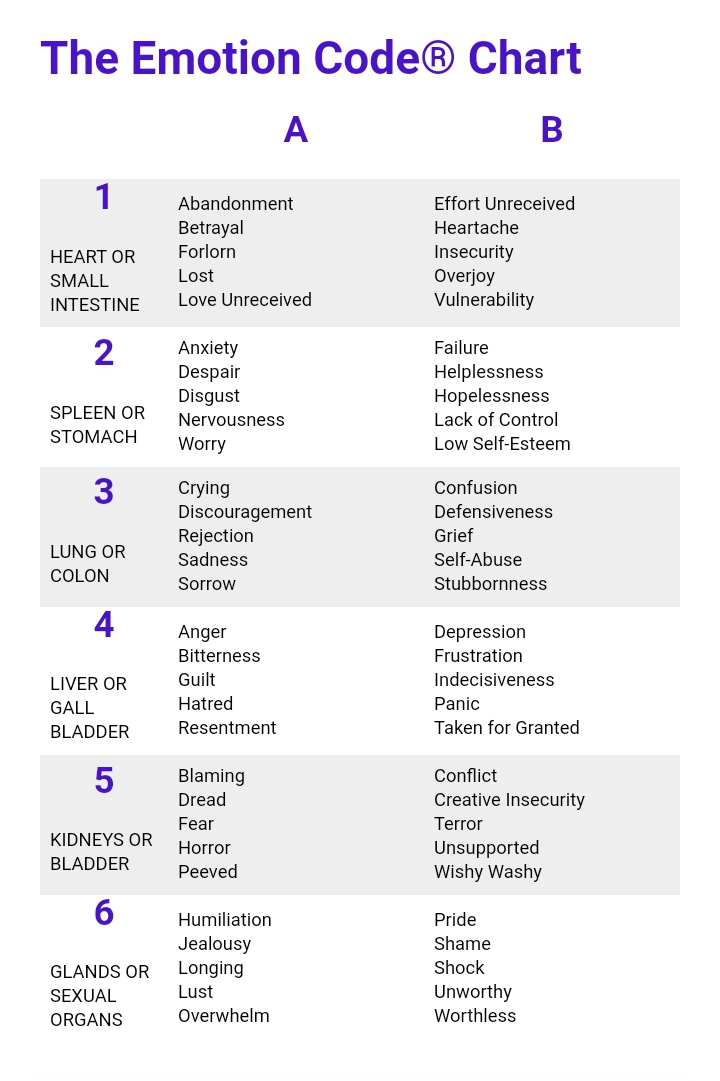 The Emotion Code® Chart
A B
1
HEART OR
SMALL
INTESTINE
Abandonment
Betrayal
Forlorn
Lost
Love Unreceived
Effort Unreceived
Heartache
Insecurity
Overjoy
Vulnerability
2
SPLEEN OR
STOMACH
Anxiety
Despair
Disgust
Nervousness
Worry
Failure
Helplessness
Hopelessness
Lack of Control
Low Self-Esteem
3
LUNG OR
COLON
Crying
Discouragement
Rejection
Sadness
Sorrow
Confusion
Defensiveness
Grief
Self-Abuse
Stubbornness
4
LIVER OR
GALL
BLADDER
Anger
Bitterness
Guilt
Hatred
Resentment
Depression
Frustration
Indecisiveness
Panic
Taken for Granted
5
KIDNEYS OR
BLADDER
Blaming
Dread
Fear
Horror
Peeved
Conflict
Creative Insecurity
Terror
Unsupported
Wishy Washy
6
GLANDS OR
SEXUAL
ORGANS
Humiliation
Jealousy
Longing
Lust
Overwhelm
Pride
Shame
Shock
Unworthy
Worthless